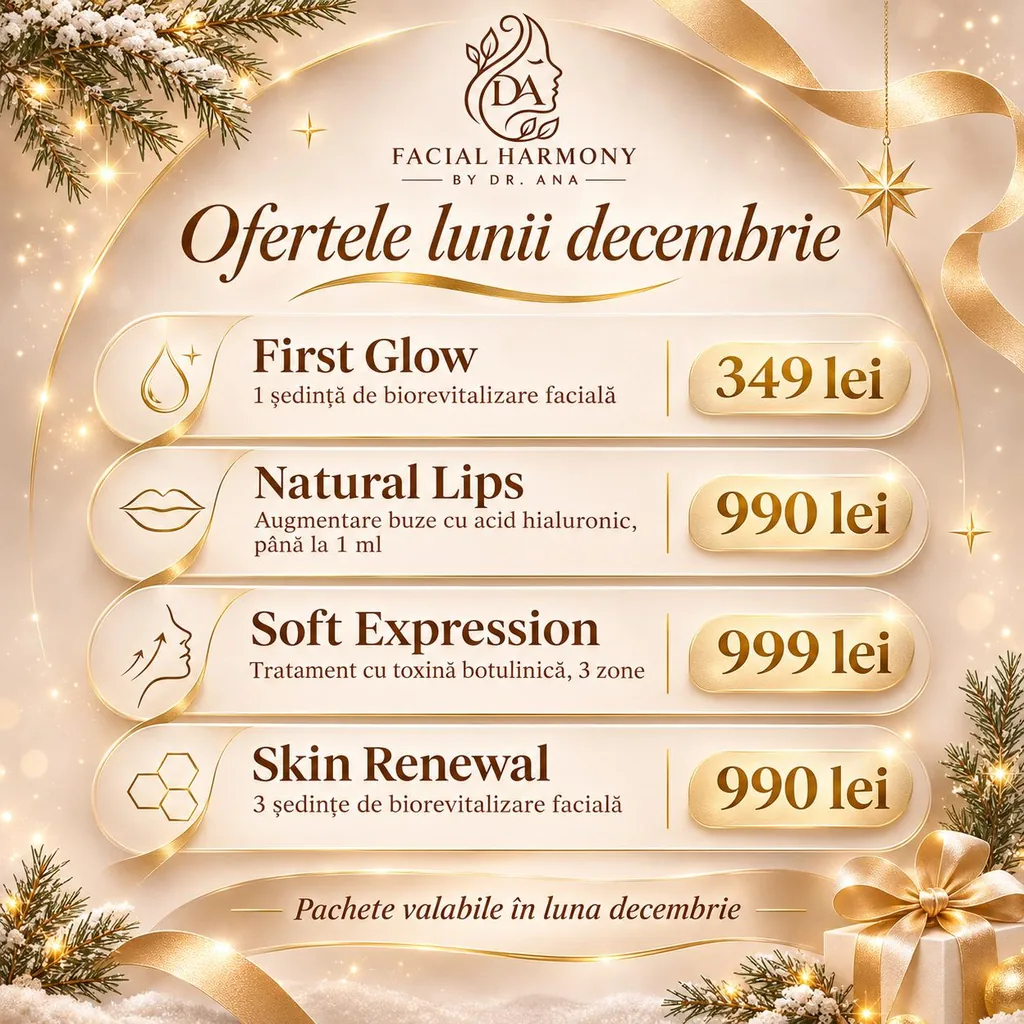 DA
FACIAL HARMONY
BY DR. ANA
Ofertele lunii decembrie
First Glow
1 ședință de biorevitalizare facială
349 lei
Natural Lips
Augmentare buze cu acid hialuronic,
până la 1 ml
990 lei
Soft Expression
Tratament cu toxină botulinică, 3 zone
999 lei
Skin Renewal
3 ședințe de biorevitalizare facială
990 lei
Pachete valabile în luna decembrie